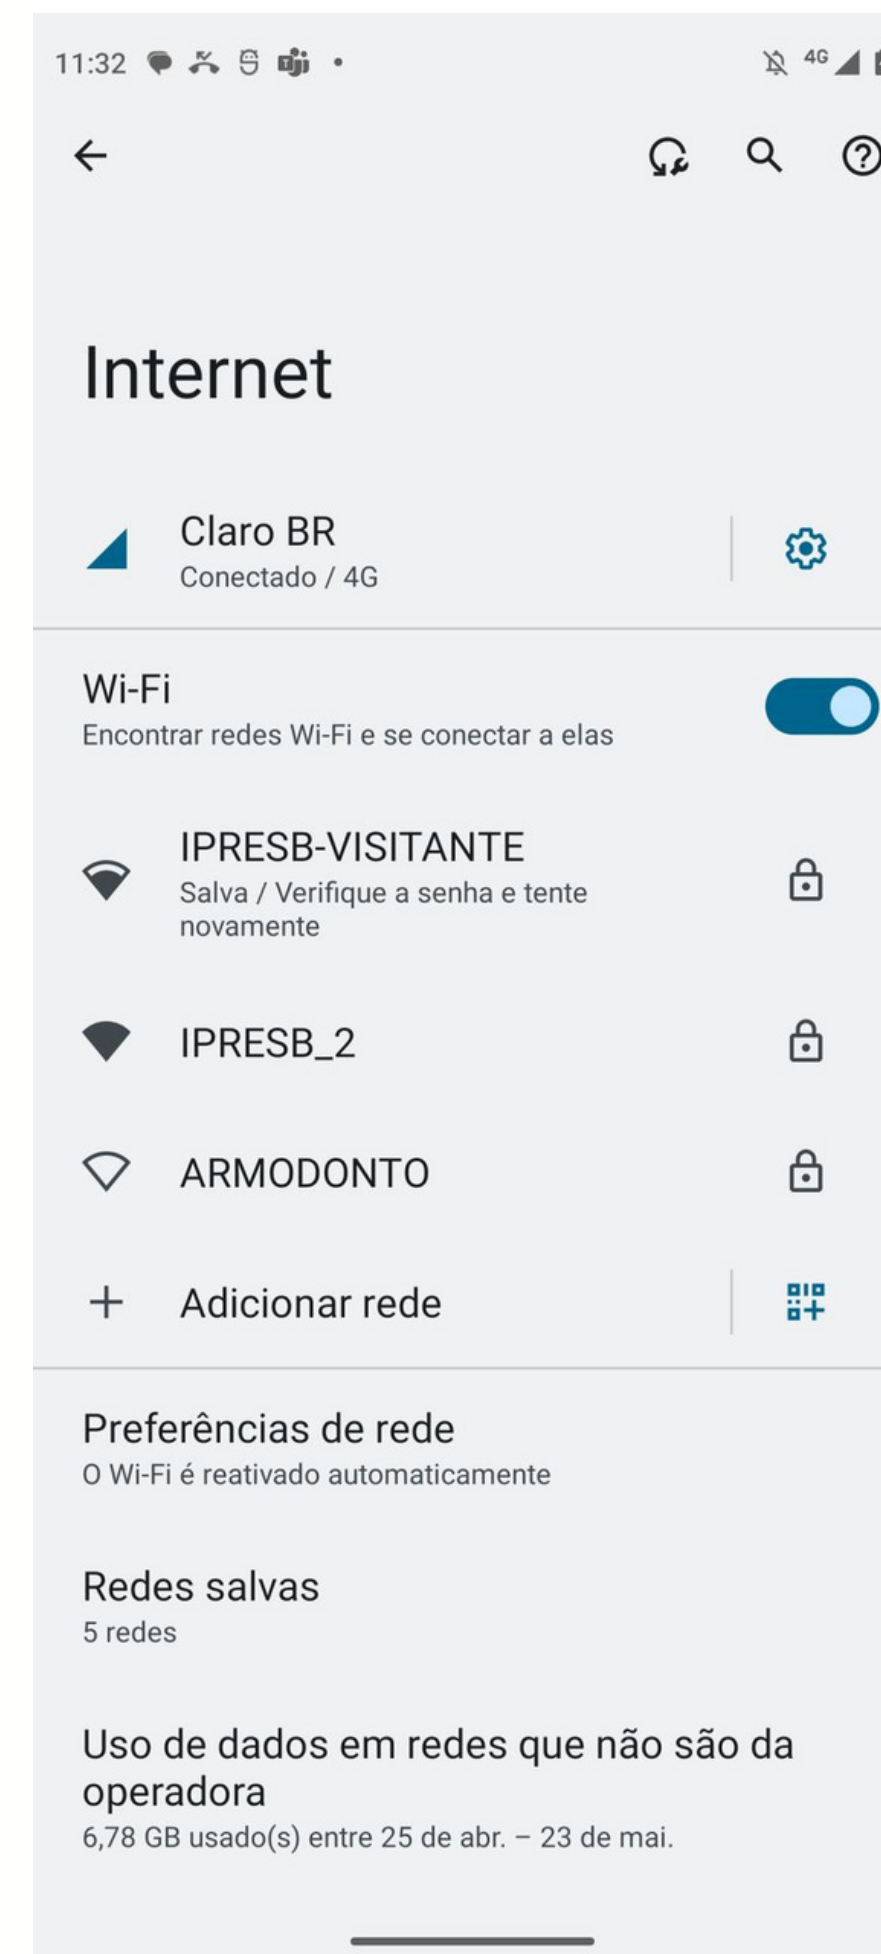 11:32
4G
Internet
Claro BR
Conectado / 4G
Wi-Fi
Encontrar redes Wi-Fi e se conectar a elas
IPRESB-VISITANTE
Salva / Verifique a senha e tente
novamente
IPRESB_2
ARMODONTO
Adicionar rede
Preferências de rede
O Wi-Fi é reativado automaticamente
Redes salvas
5 redes
Uso de dados em redes que não são da
operadora
6,78 GB usado(s) entre 25 de abr. – 23 de mai.